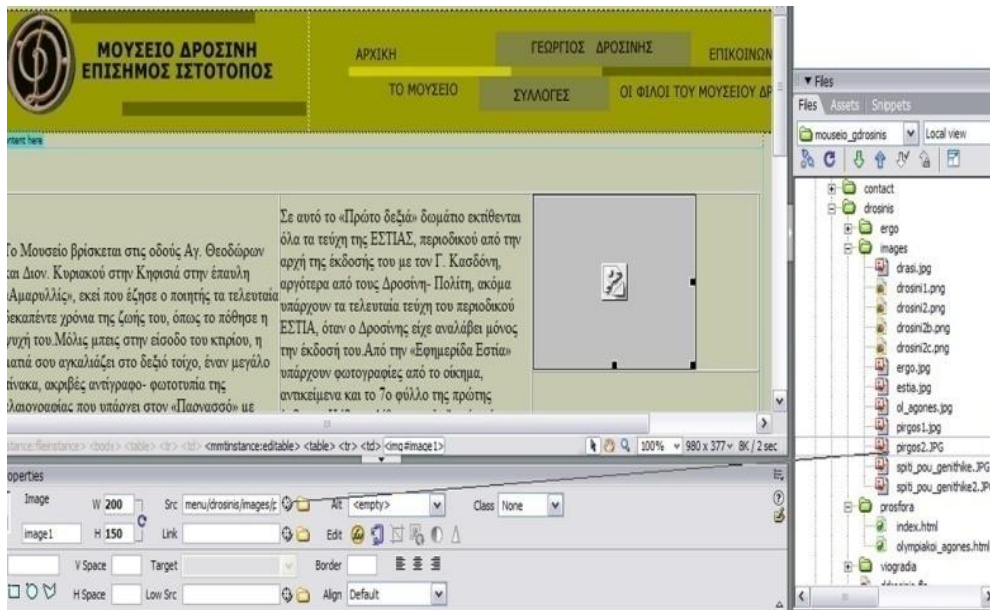 ΜΟΥΣΕΙΟ ΔΡΟΣΙΝΗ
ΕΠΙΣΗΜΟΣ ΙΣΤΟΤΟΠΟΣ
ΑΡΧΙΚΗ
ΓΕΩΡΓΙΟΣ ΔΡΟΣΙΝΗΣ
ΕΠΙΚΟΙΝΩΝ
ΤΟ ΜΟΥΣΕΙΟ
ΣΥΛΛΟΓΕΣ
ΟΙ ΦΙΛΟΙ ΤΟΥ ΜΟΥΣΕΙΟΥ ΔΡ
ntent here
Το Μουσείο βρίσκεται στις οδούς Αγ. Θεοδώρων
και Διον. Κυριακού στην Κηφισιά στην έπαυλη
«Αμαρυλλίς», εκεί που έζησε ο ποιητής τα τελευταία
δεκαπέντε χρόνια της ζωής του, όπως το πόθησε η
ψυχή του.Μόλις μπεις στην είσοδο του κτιρίου, η
ματιά σου αγκαλιάζει στο δεξιό τοίχο, έναν μεγάλο
πίνακα, ακριβές αντίγραφο- φωτοτυπία της
ελαιογραφίας που υπάρχει στον «Παρνασσό» με
Σε αυτό το «Πρώτο δεξιά» δωμάτιο εκτίθενται
όλα τα τεύχη της ΕΣΤΙΑΣ, περιοδικού από την
αρχή της έκδοσής του με τον Γ. Κασδόνη,
αργότερα από τους Δροσίνη- Πολίτη, ακόμα
υπάρχουν τα τελευταία τεύχη του περιοδικού
ΕΣΤΙΑ, όταν ο Δροσίνης είχε αναλάβει μόνος
την έκδοσή του.Από την «Εφημερίδα Εστία»
υπάρχουν φωτογραφίες από το οίκημα,
αντικείμενα και το 7ο φύλλο της πρώτης
<body> <table> <tr> <td> <mmtinstance:editable> <table> <tr> <td> <img#image1>
100%
980 x 377
8K / 2 sec
operties
Image
W 200
Src menu/drosinis/images/p
Alt <empty>
Class None
image1
H 150
Link
Edit
V Space
Target
Border
H Space
Low Src
Align Default
Files
Files Assets Snippets
mouseio_gdrosinis
Local view
contact
drosinis
ergo
images
drasi.jpg
drosini1.png
drosini2.png
drosini2b.png
drosini2c.png
ergo.jpg
estia.jpg
ol_agones.jpg
pirgos1.jpg
pirgos2.JPG
spiti_pou_genithike.JPG
spiti_pou_genithike2.JPG
prosfora
index.html
olympiakoi_agones.html
viogradia